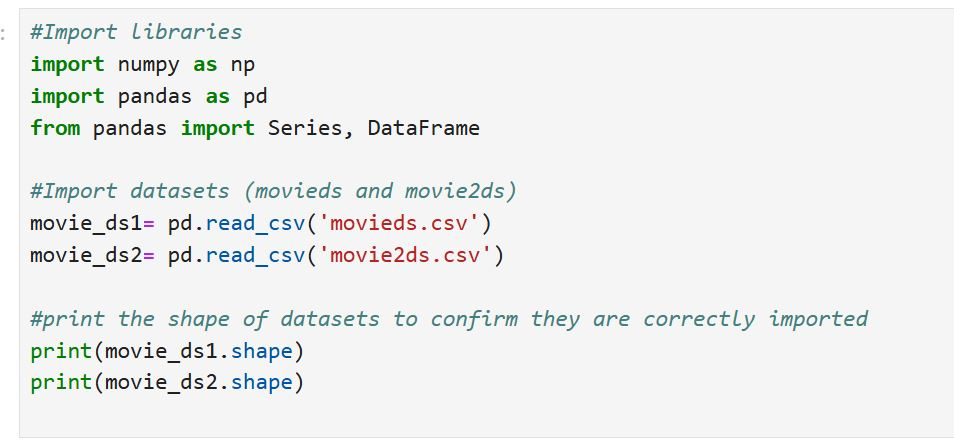 :
#Import libraries
import numpy as np
import pandas as pd
from pandas import Series, DataFrame
#Import datasets (movieds and movie2ds)
movie_ds1= pd.read_csv('movieds.csv')
movie_ds2= pd.read_csv('movie2ds.csv')
#print the shape of datasets to confirm they are correctly imported
print(movie_ds1.shape)
print(movie_ds2.shape)